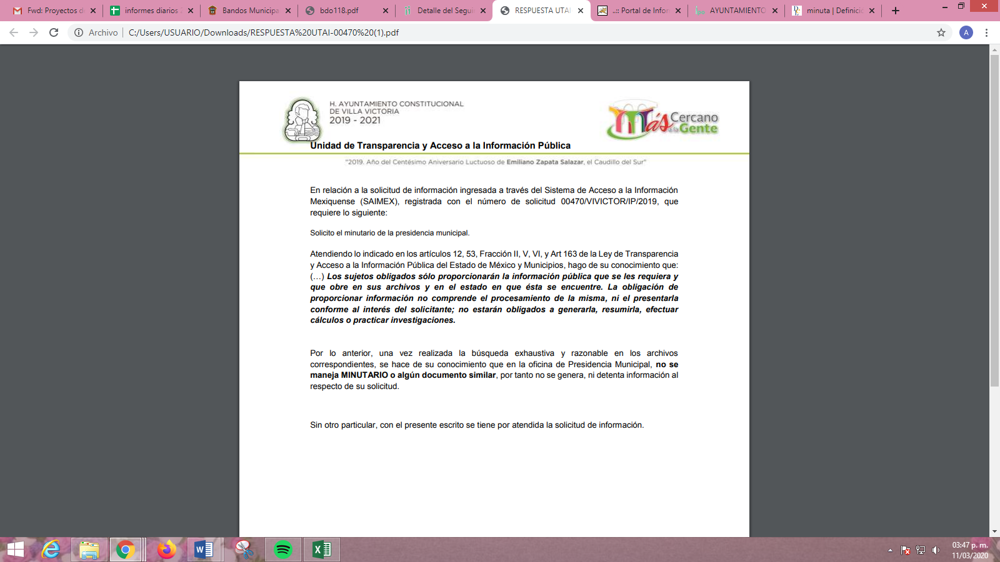 Fwd: Proyectos d
informes diarios 2
Bandos Municipa
bdo118.pdf
Detalle del Seguim
RESPUESTA UTAI
..:: Portal de Infor
AYUNTAMIENTO
minuta | Definició
Archivo
C:/Users/USUARIO/Downloads/RESPUESTA%20UTAI-00470%20(1).pdf
A
H. AYUNTAMIENTO CONSTITUCIONAL
DE VILLA VICTORIA
2019 - 2021
Más Cercano
a la Gente
Unidad de Transparencia y Acceso a la Información Pública
"2019. Año del Centésimo Aniversario Luctuoso de Emiliano Zapata Salazar, el Caudillo del Sur"
En relación a la solicitud de información ingresada a través del Sistema de Acceso a la Información
Mexiquense (SAIMEX), registrada con el número de solicitud 00470/VIVICTOR/IP/2019, que
requiere lo siguiente:
Solicito el minutario de la presidencia municipal.
Atendiendo lo indicado en los artículos 12, 53, Fracción II, V, VI, y Art 163 de la Ley de Transparencia
y Acceso a la Información Pública del Estado de México y Municipios, hago de su conocimiento que:
(…) Los sujetos obligados sólo proporcionarán la información pública que se les requiera y
que obre en sus archivos y en el estado en que ésta se encuentre. La obligación de
proporcionar información no comprende el procesamiento de la misma, ni el presentarla
conforme al interés del solicitante; no estarán obligados a generarla, resumirla, efectuar
cálculos o practicar investigaciones.
Por lo anterior, una vez realizada la búsqueda exhaustiva y razonable en los archivos
correspondientes, se hace de su conocimiento que en la oficina de Presidencia Municipal, no se
maneja MINUTARIO o algún documento similar, por tanto no se genera, ni detenta información al
respecto de su solicitud.
Sin otro particular, con el presente escrito se tiene por atendida la solicitud de información.
03:47 p. m.
11/03/2020